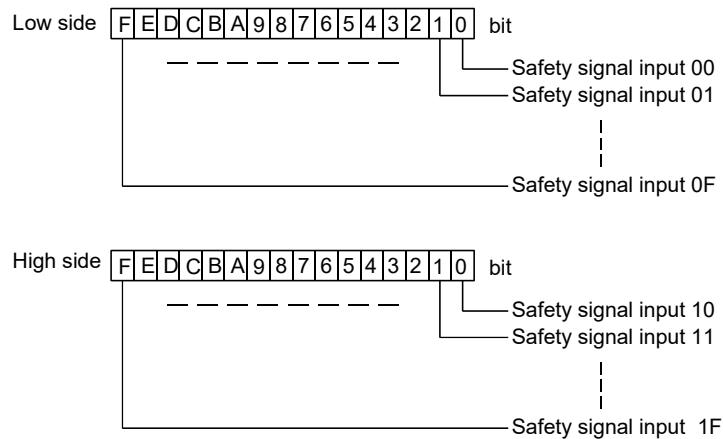 Low side F E D C B A 9 8 7 6 5 4 3 2 1 0 bit
Safety signal input 00
Safety signal input 01
Safety signal input 0F
High side F E D C B A 9 8 7 6 5 4 3 2 1 0 bit
Safety signal input 10
Safety signal input 11
Safety signal input 1F